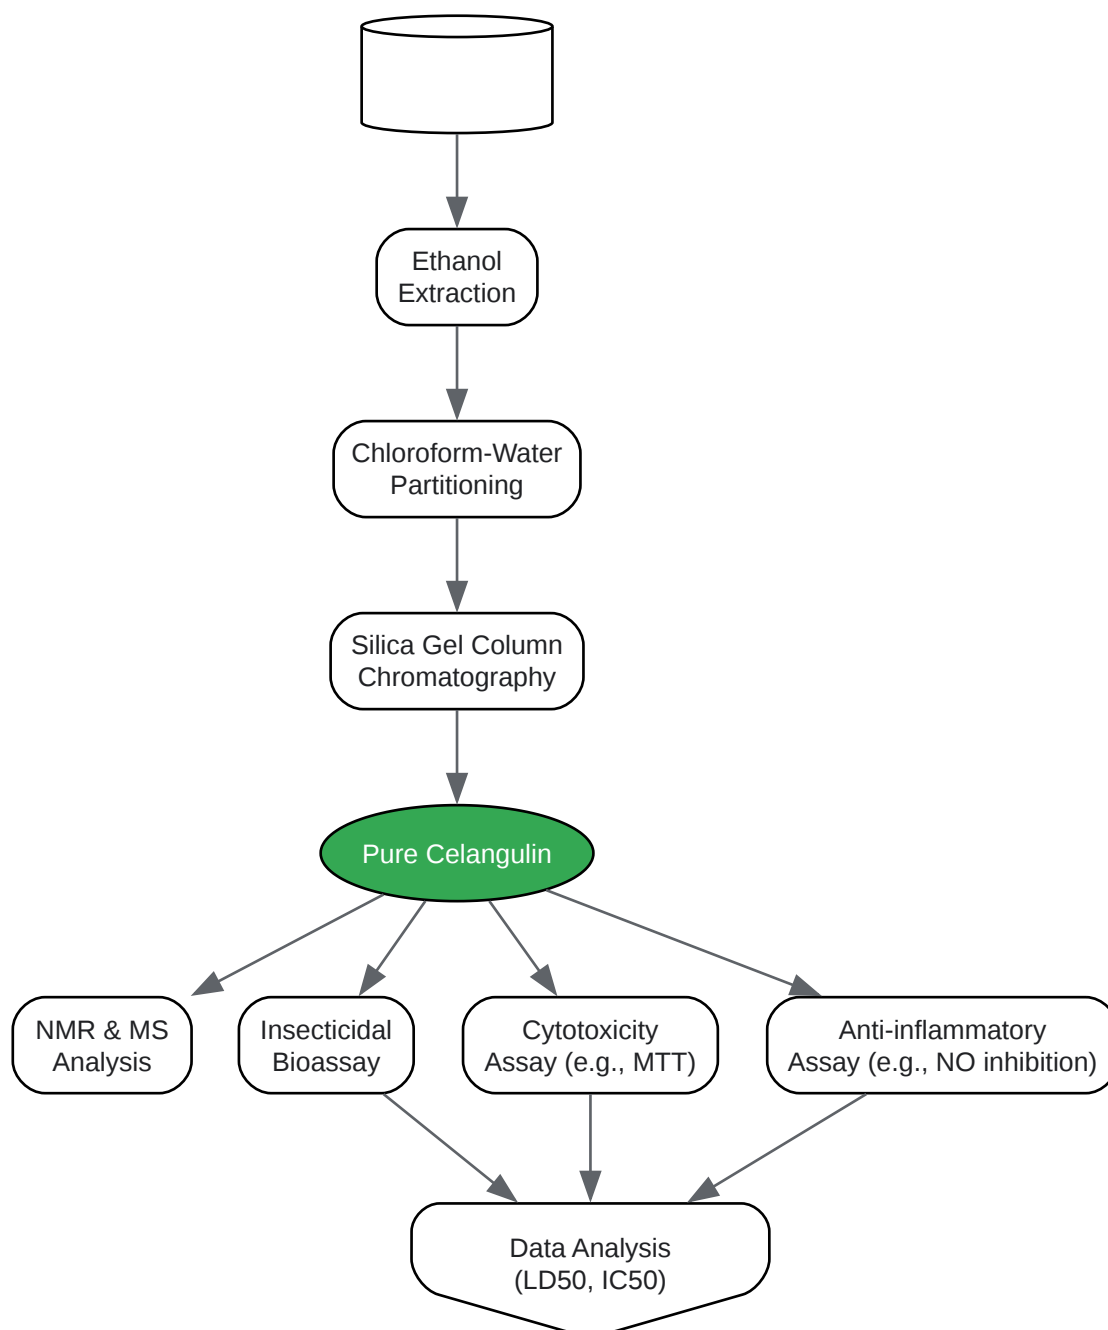 Ethanol
Extraction
Chloroform-Water
Partitioning
Silica Gel Column
Chromatography
Pure Celangulin
NMR & MS
Analysis
Insecticidal
Bioassay
Cytotoxicity
Assay (e.g., MTT)
Anti-inflammatory
Assay (e.g., NO inhibition)
Data Analysis
(LD50, IC50)